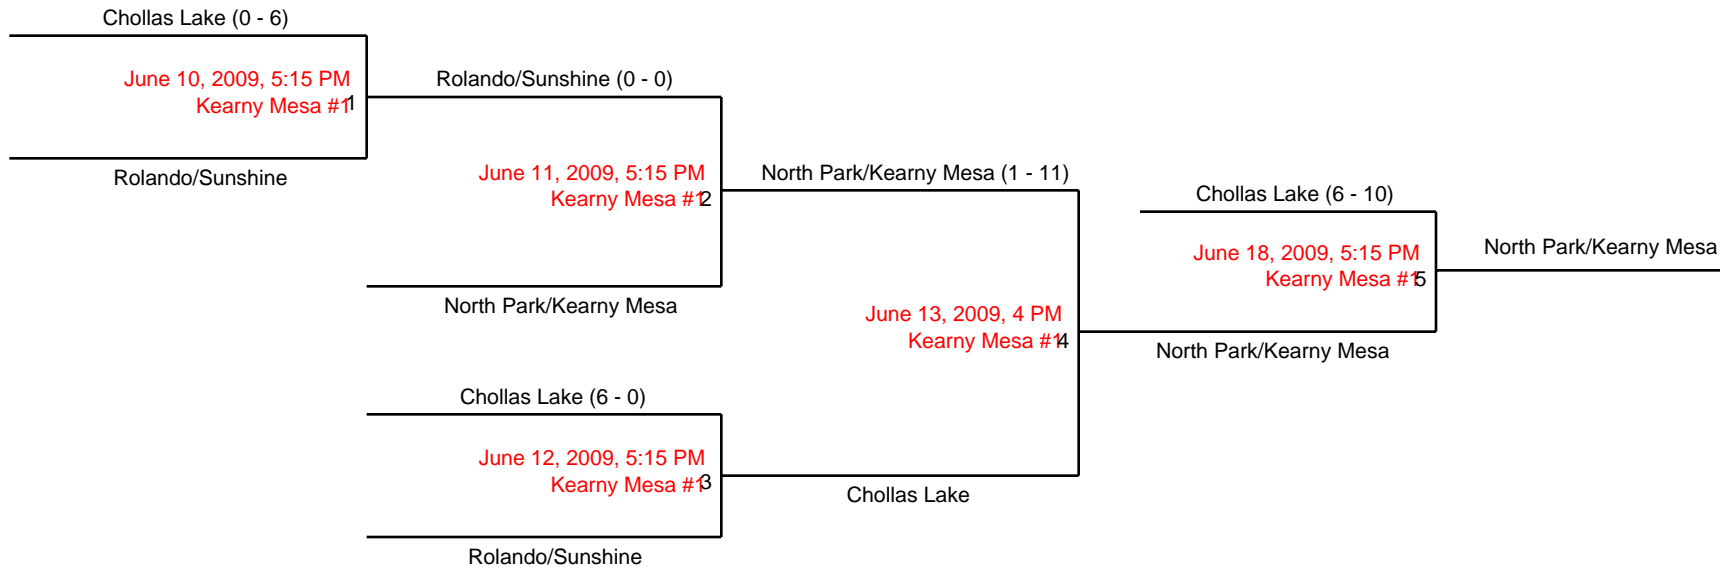 Chollas Lake (0 - 6)
June 10, 2009, 5:15 PM
Kearny Mesa #1
1
Rolando/Sunshine
Rolando/Sunshine (0 - 0)
June 11, 2009, 5:15 PM
Kearny Mesa #1
2
North Park/Kearny Mesa
Chollas Lake (6 - 0)
June 12, 2009, 5:15 PM
Kearny Mesa #1
3
Rolando/Sunshine
North Park/Kearny Mesa (1 - 11)
June 13, 2009, 4 PM
Kearny Mesa #1
4
Chollas Lake
Chollas Lake (6 - 10)
June 18, 2009, 5:15 PM
Kearny Mesa #1
5
North Park/Kearny Mesa
North Park/Kearny Mesa